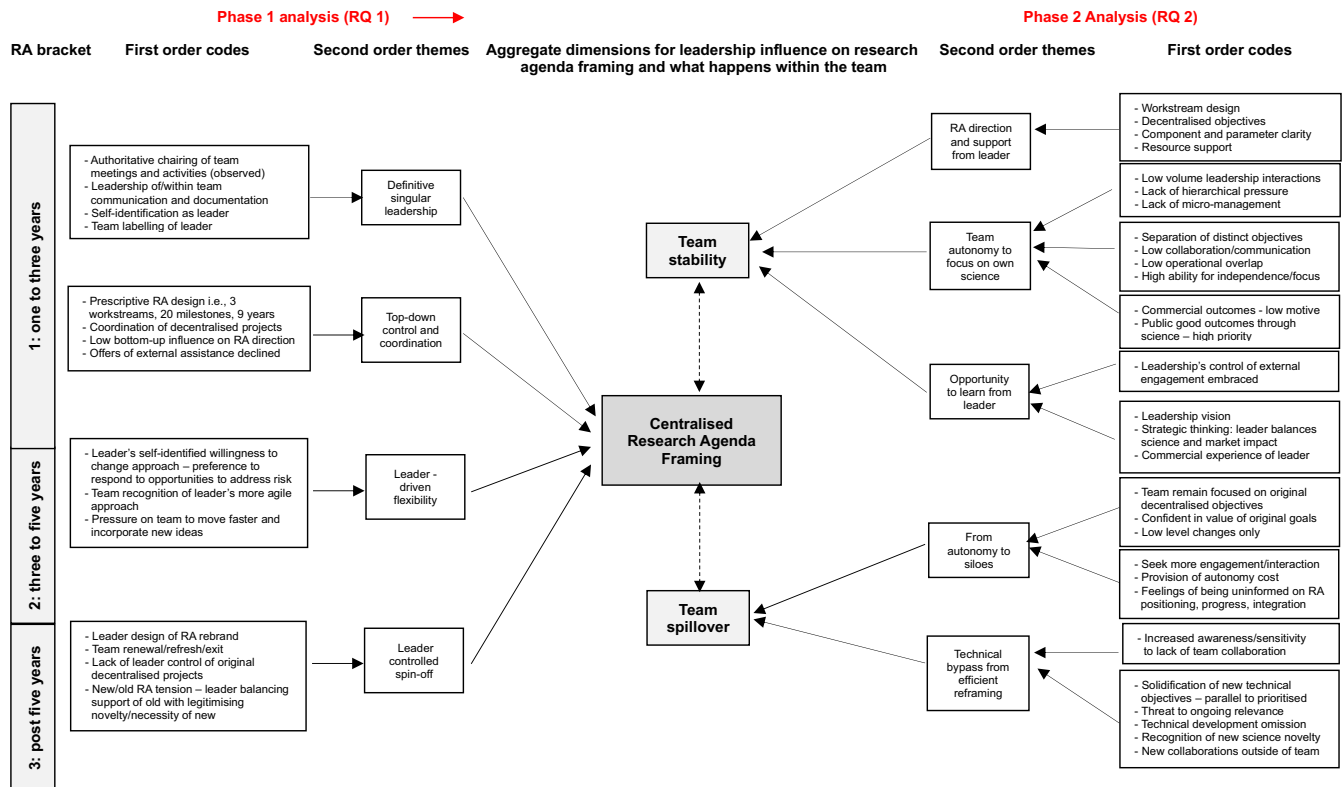 Phase 1 analysis (RQ 1)
Phase 2 Analysis (RQ 2)
RA bracket
First order codes
Second order themes
Aggregate dimensions for leadership influence on research
agenda framing and what happens within the team
Second order themes
First order codes
1: one to three years
2: three to five years
3: post five years
- Authoritative chairing of team
meetings and activities (observed)
- Leadership of/within team
communication and documentation
- Self-identification as leader
- Team labelling of leader
- Prescriptive RA design i.e., 3
workstreams, 20 milestones, 9 years
- Coordination of decentralised projects
- Low bottom-up influence on RA direction
- Offers of external assistance declined
- Leader's self-identified willingness to
change approach – preference to
respond to opportunities to address risk
- Team recognition of leader's more agile
approach
- Pressure on team to move faster and
incorporate new ideas
- Leader design of RA rebrand
- Team renewal/refresh/exit
- Lack of leader control of original
decentralised projects
- New/old RA tension – leader balancing
support of old with legitimising
novelty/necessity of new
Definitive
singular
leadership
Top-down
control and
coordination
Leader -
driven
flexibility
Leader
controlled
spin-off
Team
stability
Centralised
Research Agenda
Framing
Team
spillover
RA direction
and support
from leader
Team
autonomy to
focus on own
science
Opportunity
to learn from
leader
From
autonomy to
siloes
Technical
bypass from
efficient
reframing
- Workstream design
- Decentralised objectives
- Component and parameter clarity
- Resource support
- Low volume leadership interactions
- Lack of hierarchical pressure
- Lack of micro-management
- Separation of distinct objectives
- Low collaboration/communication
- Low operational overlap
- High ability for independence/focus
- Commercial outcomes - low motive
- Public good outcomes through
science – high priority
- Leadership's control of external
engagement embraced
- Leadership vision
- Strategic thinking: leader balances
science and market impact
- Commercial experience of leader
- Team remain focused on original
decentralised objectives
- Confident in value of original goals
- Low level changes only
- Seek more engagement/interaction
- Provision of autonomy cost
- Feelings of being uninformed on RA
positioning, progress, integration
- Increased awareness/sensitivity
to lack of team collaboration
- Solidification of new technical
objectives – parallel to prioritised
- Threat to ongoing relevance
- Technical development omission
- Recognition of new science novelty
- New collaborations outside of team